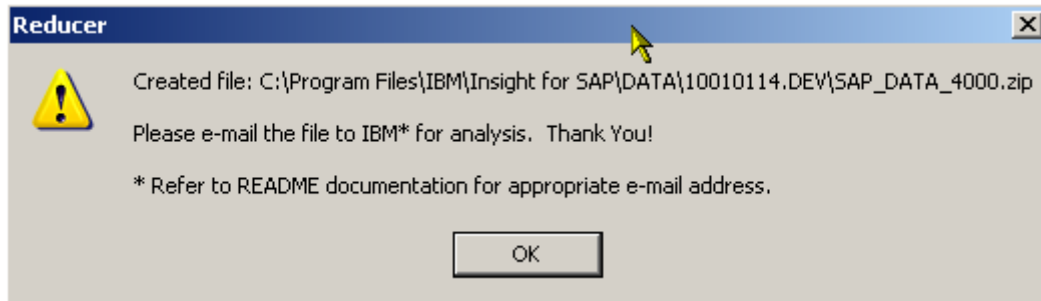 Reducer
Created file: C:\Program Files\IBM\Insight for SAP\DATA\10010114.DEV\SAP_DATA_4000.zip
Please e-mail the file to IBM* for analysis.  Thank You!
* Refer to README documentation for appropriate e-mail address.
OK